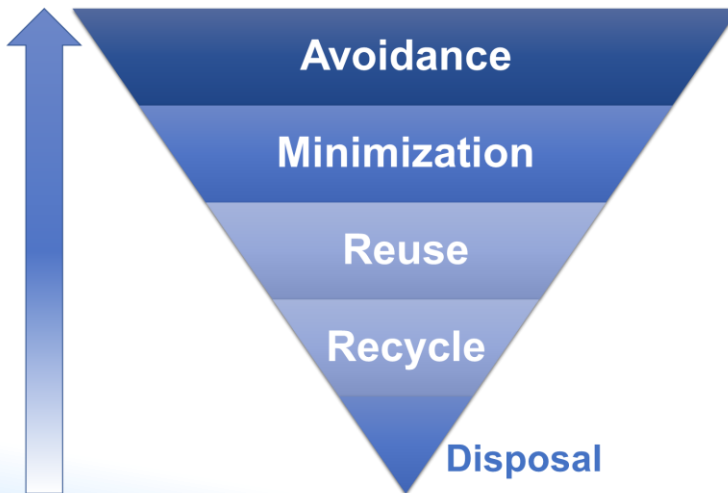 Avoidance
Minimization
Reuse
Recycle
Disposal